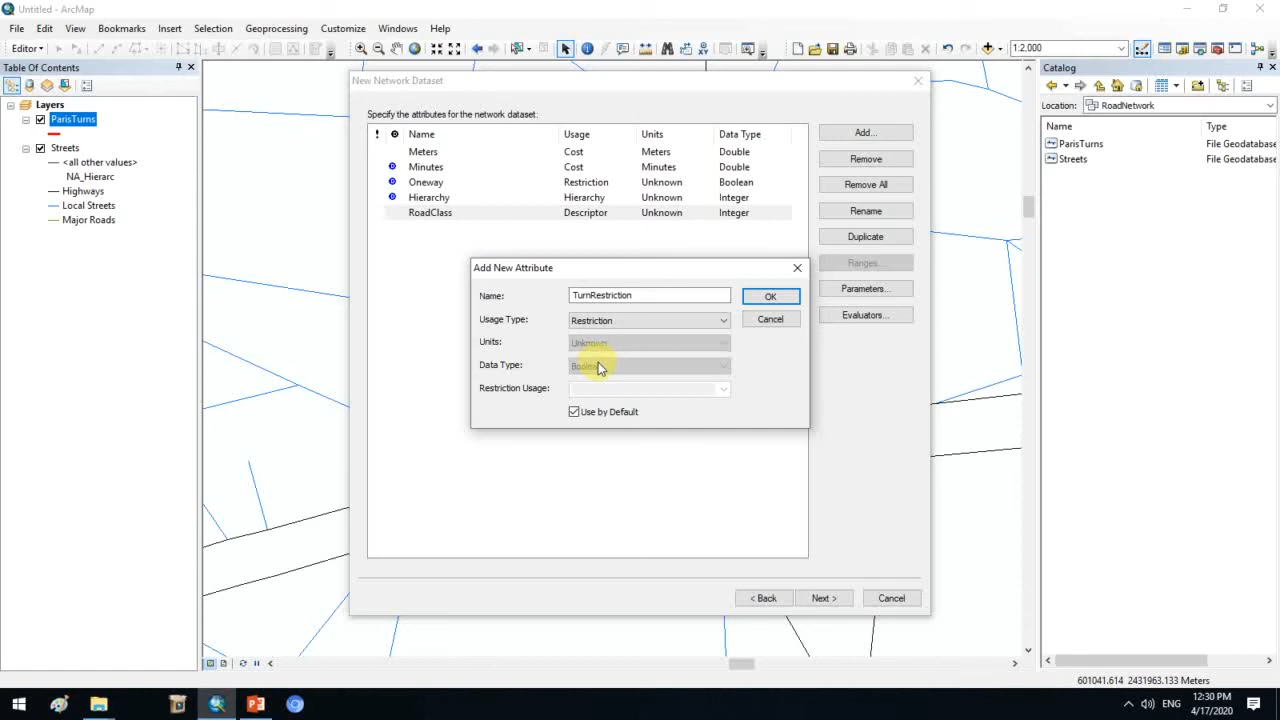 Untitled - ArcMap
File Edit View Bookmarks Insert Selection Geoprocessing Customize Windows Help
Editor
1:2,000
Table Of Contents
Layers
ParisTurns
Streets
<all other values>
NA_Hierarc
Highways
Local Streets
Major Roads
New Network Dataset
Specify the attributes for the network dataset:
! Name Usage Units Data Type
Meters Cost Meters Double
Minutes Cost Minutes Double
Oneway Restriction Unknown Boolean
Hierarchy Hierarchy Unknown Integer
RoadClass Descriptor Unknown Integer
Add...
Remove
Remove All
Rename
Duplicate
Ranges...
Parameters...
Evaluators...
Add New Attribute
Name: TurnRestriction OK
Usage Type: Restriction Cancel
Units: Unknown
Data Type: Boolean
Restriction Usage:
Use by Default
< Back Next > Cancel
Catalog
Location: RoadNetwork
Name Type
ParisTurns File Geodatabase
Streets File Geodatabase
601041.614 2431963.133 Meters
ENG
12:30 PM
4/17/2020